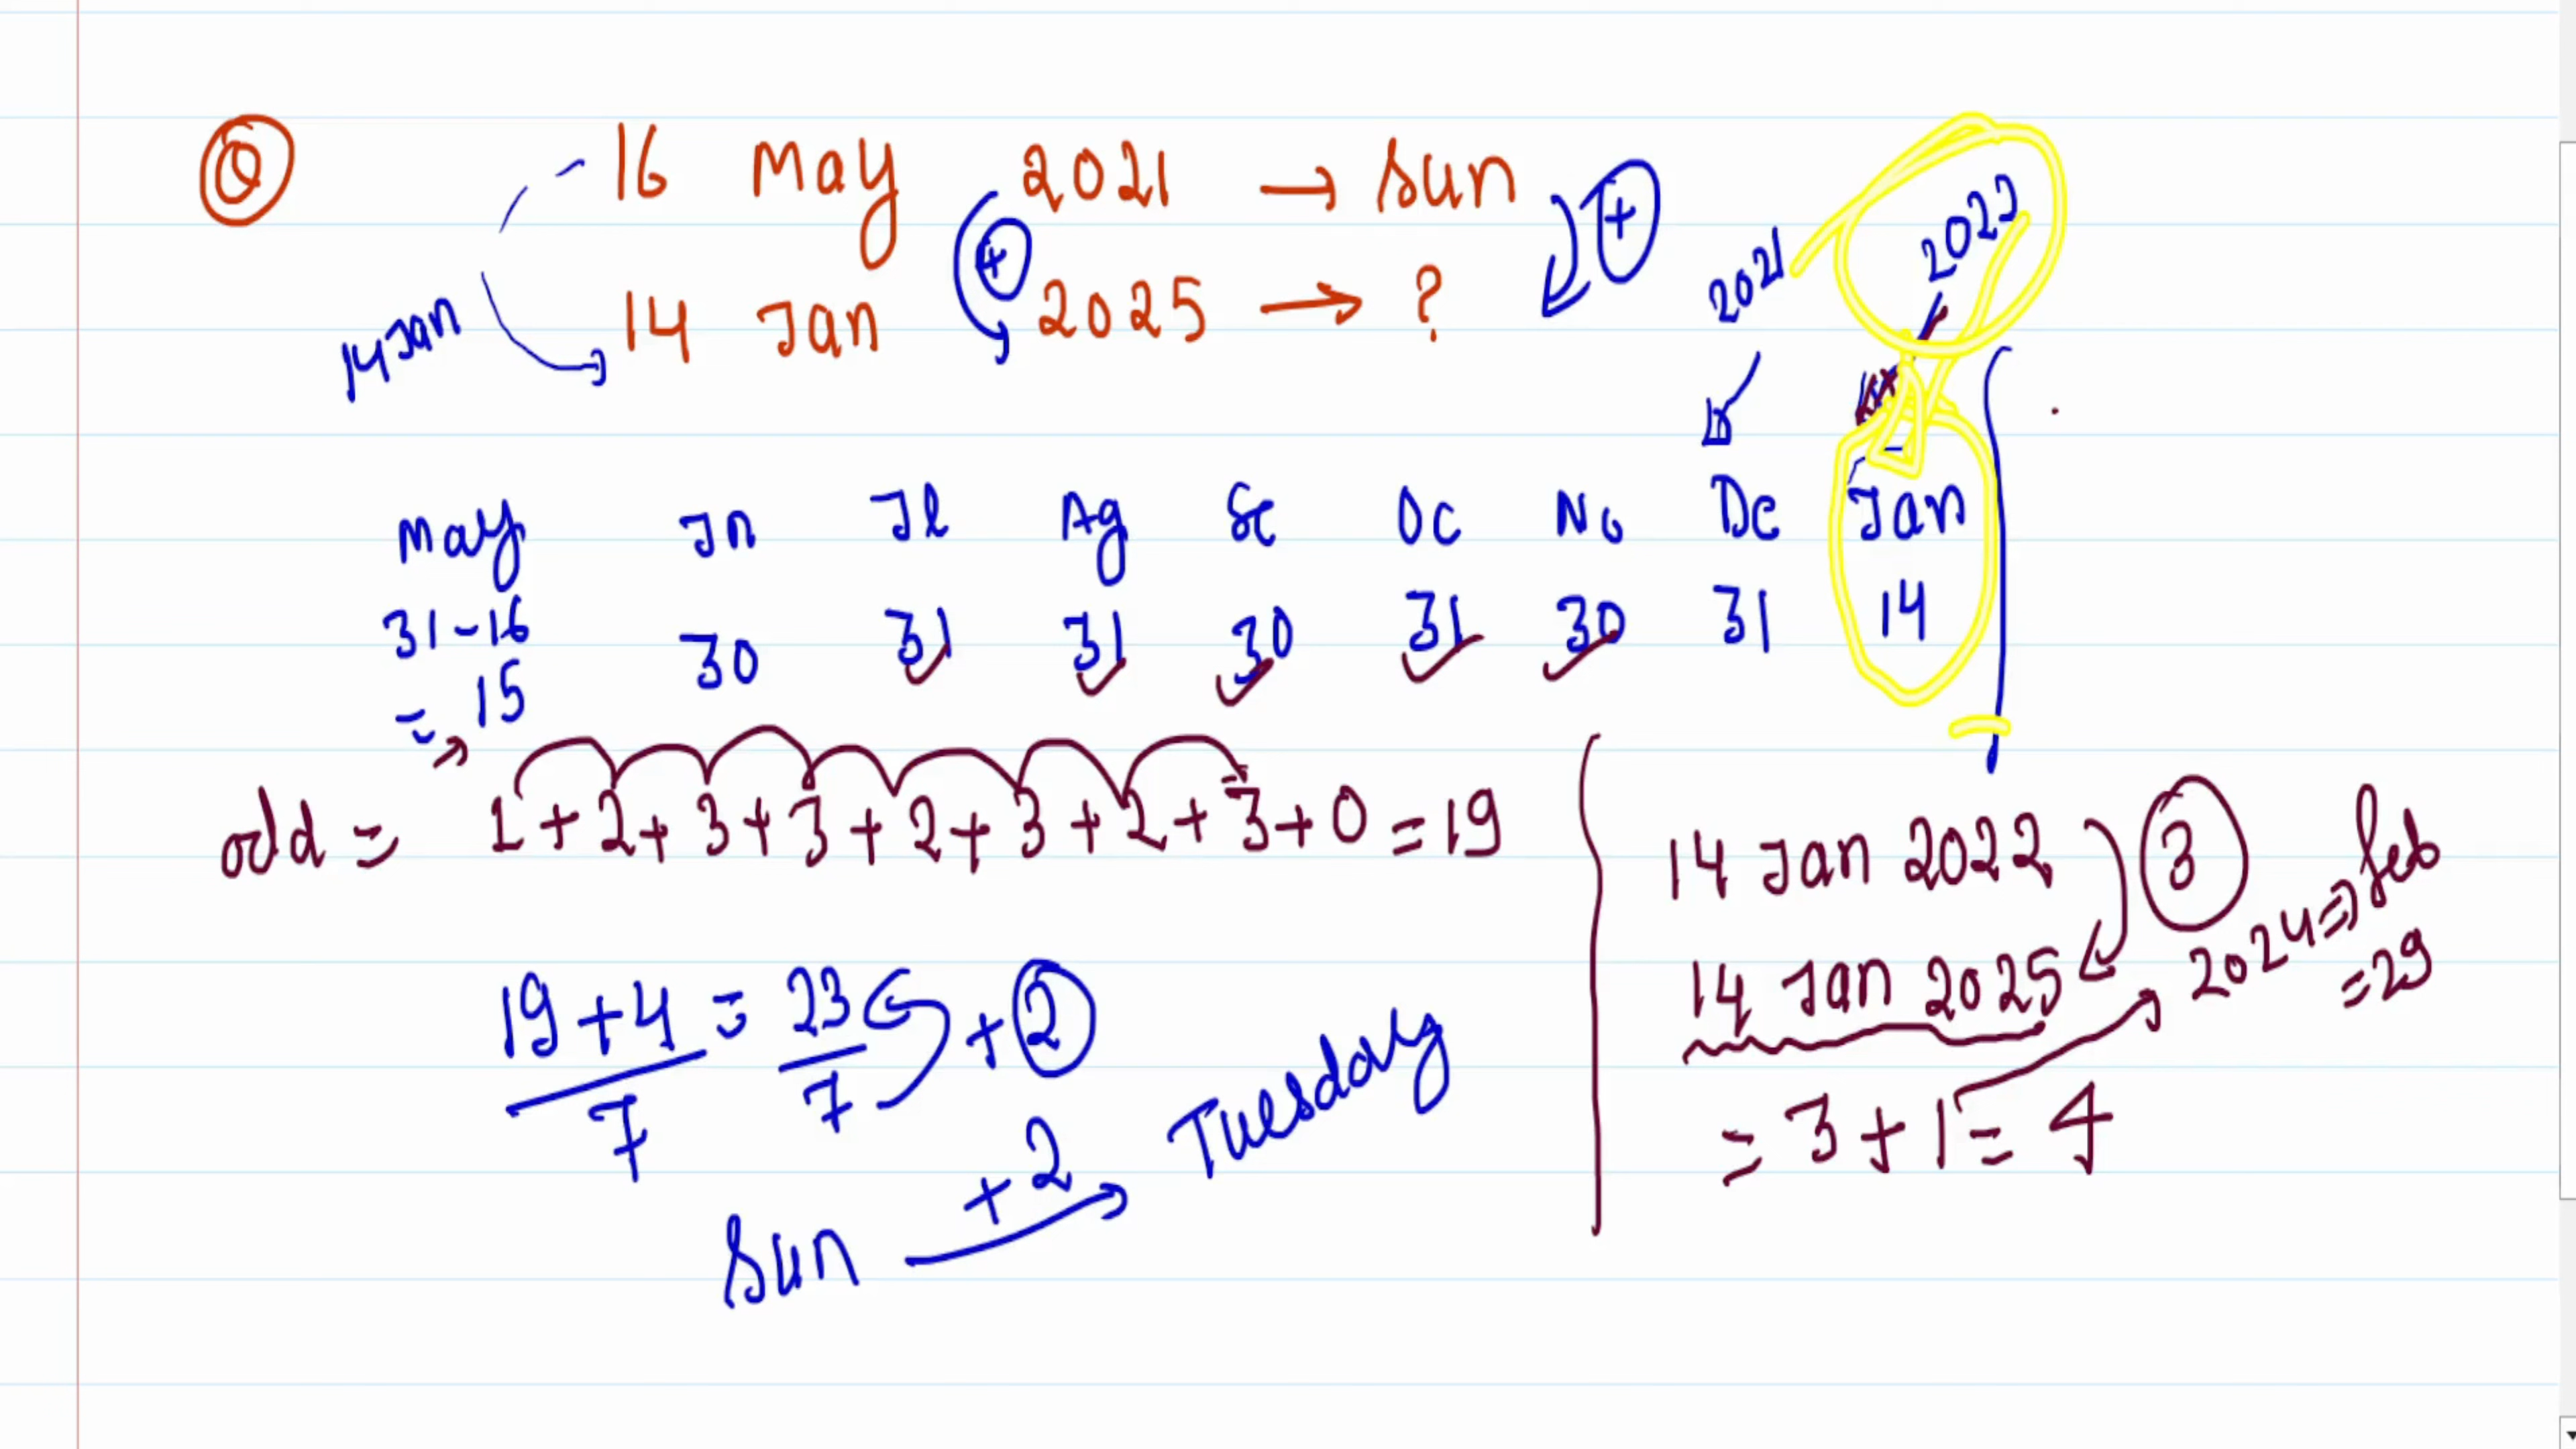 Q 16 May 2021 → Sun +
14 Jan + 2025 → ?
14 Jan
2021 2022
May Jn Jl Ag Se Oc No De Jan
31-16 30 31 31 30 31 30 31 14
= 15
odd = 1+2+3+3+2+3+2+3+0=19
19+4 = 23 +2
7 7
Sun +2 Tuesday
14 Jan 2022 3
14 Jan 2025 2024⇒feb
=29
= 3+1= 4